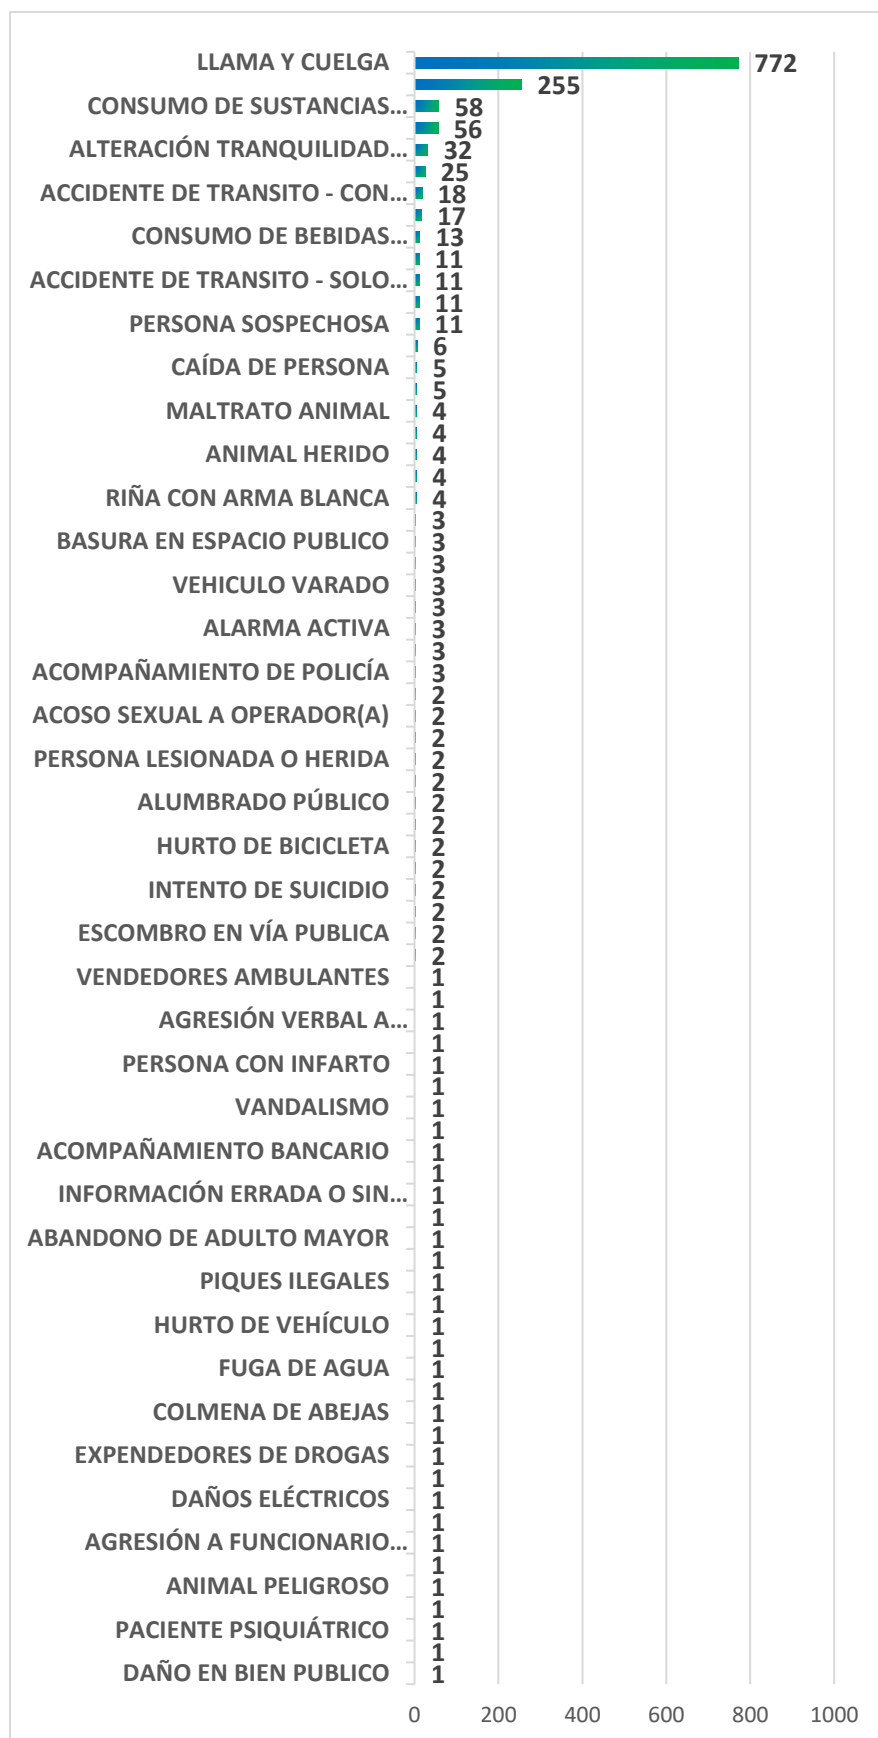 LLAMA Y CUELGA 772
255
CONSUMO DE SUSTANCIAS... 58
56
ALTERACIÓN TRANQUILIDAD... 32
25
ACCIDENTE DE TRANSITO - CON... 18
17
CONSUMO DE BEBIDAS... 13
11
ACCIDENTE DE TRANSITO - SOLO... 11
11
PERSONA SOSPECHOSA 11
6
CAÍDA DE PERSONA 5
5
MALTRATO ANIMAL 4
4
ANIMAL HERIDO 4
4
RIÑA CON ARMA BLANCA 4
3
BASURA EN ESPACIO PUBLICO 3
3
VEHICULO VARADO 3
3
ALARMA ACTIVA 3
3
ACOMPAÑAMIENTO DE POLICÍA 3
2
ACOSO SEXUAL A OPERADOR(A) 2
2
PERSONA LESIONADA O HERIDA 2
2
ALUMBRADO PÚBLICO 2
2
HURTO DE BICICLETA 2
2
INTENTO DE SUICIDIO 2
2
ESCOMBRO EN VÍA PUBLICA 2
2
VENDEDORES AMBULANTES 1
1
AGRESIÓN VERBAL A... 1
1
PERSONA CON INFARTO 1
1
VANDALISMO 1
1
ACOMPAÑAMIENTO BANCARIO 1
1
INFORMACIÓN ERRADA O SIN... 1
1
ABANDONO DE ADULTO MAYOR 1
1
PIQUES ILEGALES 1
1
HURTO DE VEHÍCULO 1
1
FUGA DE AGUA 1
1
COLMENA DE ABEJAS 1
1
EXPENDEDORES DE DROGAS 1
1
DAÑOS ELÉCTRICOS 1
1
AGRESIÓN A FUNCIONARIO... 1
1
ANIMAL PELIGROSO 1
1
PACIENTE PSIQUIÁTRICO 1
1
DAÑO EN BIEN PUBLICO 1
0 200 400 600 800 1000